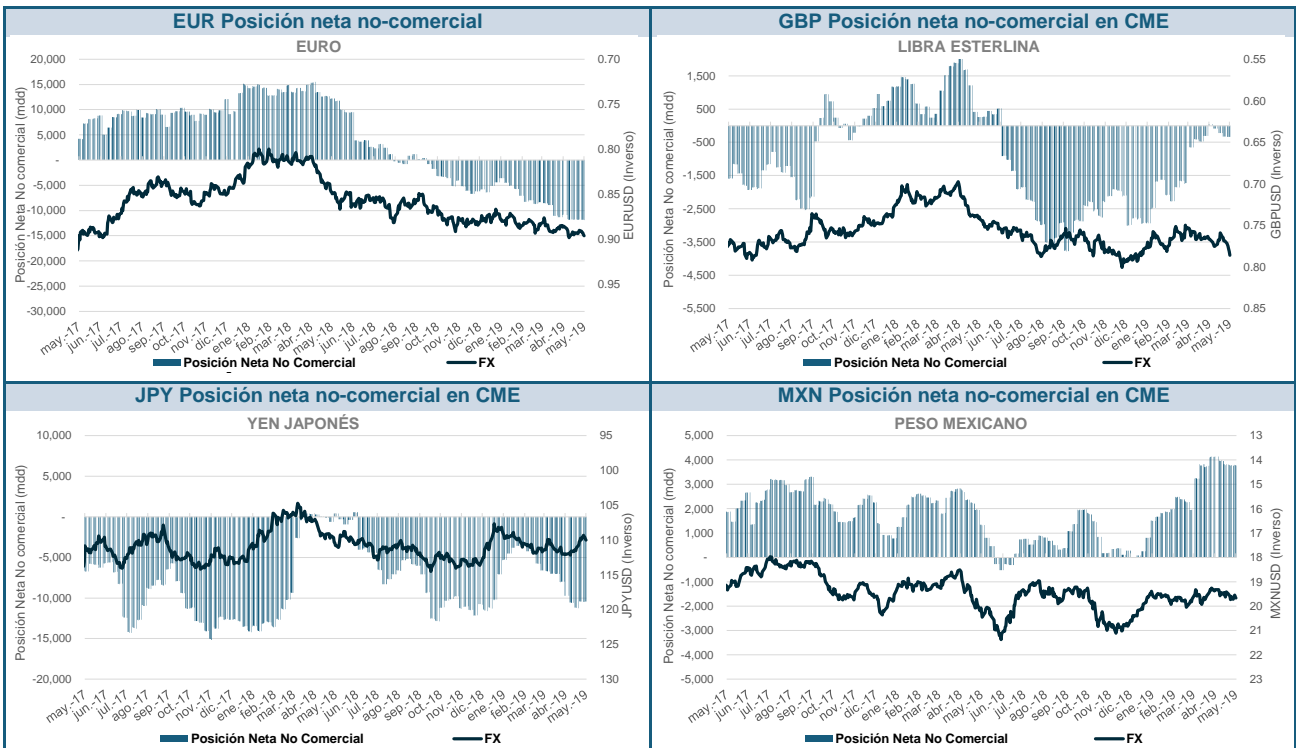 EUR Posición neta no-comercial
EURO
Posición Neta No Comercial (mdd)
20,000
15,000
10,000
5,000
-
-5,000
-10,000
-15,000
-20,000
-25,000
-30,000
0.70
0.75
0.80
0.85
0.90
0.95
EURUSD (Inverso)
may.-17
jun.-17
jul.-17
ago.-17
sep.-17
oct.-17
nov.-17
dic.-17
ene.-18
feb.-18
mar.-18
abr.-18
may.-18
jun.-18
jul.-18
ago.-18
sep.-18
oct.-18
nov.-18
dic.-18
ene.-19
feb.-19
mar.-19
abr.-19
may.-19
Posición Neta No Comercial
FX
GBP Posición neta no-comercial en CME
LIBRA ESTERLINA
Posición Neta No Comercial (mdd)
1,500
500
-500
-1,500
-2,500
-3,500
-4,500
-5,500
0.55
0.60
0.65
0.70
0.75
0.80
0.85
GBPUSD (Inverso)
may.-17
jun.-17
jul.-17
ago.-17
sep.-17
oct.-17
nov.-17
dic.-17
ene.-18
feb.-18
mar.-18
abr.-18
may.-18
jun.-18
jul.-18
ago.-18
sep.-18
oct.-18
nov.-18
dic.-18
ene.-19
feb.-19
mar.-19
abr.-19
may.-19
Posición Neta No Comercial
FX
JPY Posición neta no-comercial en CME
YEN JAPONÉS
Posición Neta No Comercial (mdd)
10,000
5,000
-
-5,000
-10,000
-15,000
-20,000
95
100
105
110
115
120
125
130
JPYUSD (Inverso)
may.-17
jun.-17
jul.-17
ago.-17
sep.-17
oct.-17
nov.-17
dic.-17
ene.-18
feb.-18
mar.-18
abr.-18
may.-18
jun.-18
jul.-18
ago.-18
sep.-18
oct.-18
nov.-18
dic.-18
ene.-19
feb.-19
mar.-19
abr.-19
may.-19
Posición Neta No Comercial
FX
MXN Posición neta no-comercial en CME
PESO MEXICANO
Posición Neta No Comercial (mdd)
5,000
4,000
3,000
2,000
1,000
-
-1,000
-2,000
-3,000
-4,000
-5,000
13
14
15
16
17
18
19
20
21
22
23
MXNUSD (Inverso)
may.-17
jun.-17
jul.-17
ago.-17
sep.-17
oct.-17
nov.-17
dic.-17
ene.-18
feb.-18
mar.-18
abr.-18
may.-18
jun.-18
jul.-18
ago.-18
sep.-18
oct.-18
nov.-18
dic.-18
ene.-19
feb.-19
mar.-19
abr.-19
may.-19
Posición Neta No Comercial
FX